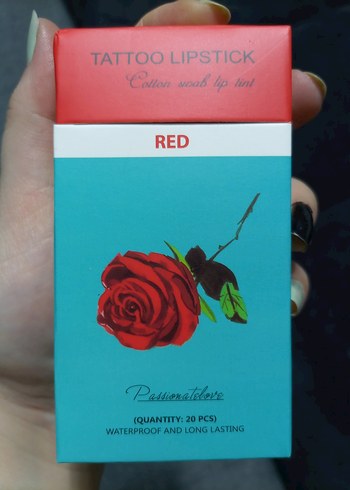 TATTOO LIPSTICK
Cotton swab lip tint
RED
Passionatelove
(QUANTITY: 20 PCS)
WATERPROOF AND LONG LASTING